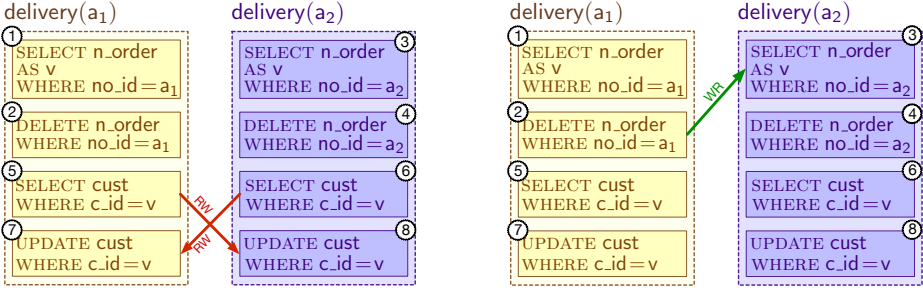 delivery(a₁)
1
SELECT n_order
AS v
WHERE no_id = a₁
2
DELETE n_order
WHERE no_id = a₁
5
SELECT cust
WHERE c_id = v
7
UPDATE cust
WHERE c_id = v
RW
RW
delivery(a₂)
3
SELECT n_order
AS v
WHERE no_id = a₂
4
DELETE n_order
WHERE no_id = a₂
6
SELECT cust
WHERE c_id = v
8
UPDATE cust
WHERE c_id = v
delivery(a₁)
1
SELECT n_order
AS v
WHERE no_id = a₁
2
DELETE n_order
WHERE no_id = a₁
5
SELECT cust
WHERE c_id = v
7
UPDATE cust
WHERE c_id = v
WR
delivery(a₂)
3
SELECT n_order
AS v
WHERE no_id = a₂
4
DELETE n_order
WHERE no_id = a₂
6
SELECT cust
WHERE c_id = v
8
UPDATE cust
WHERE c_id = v